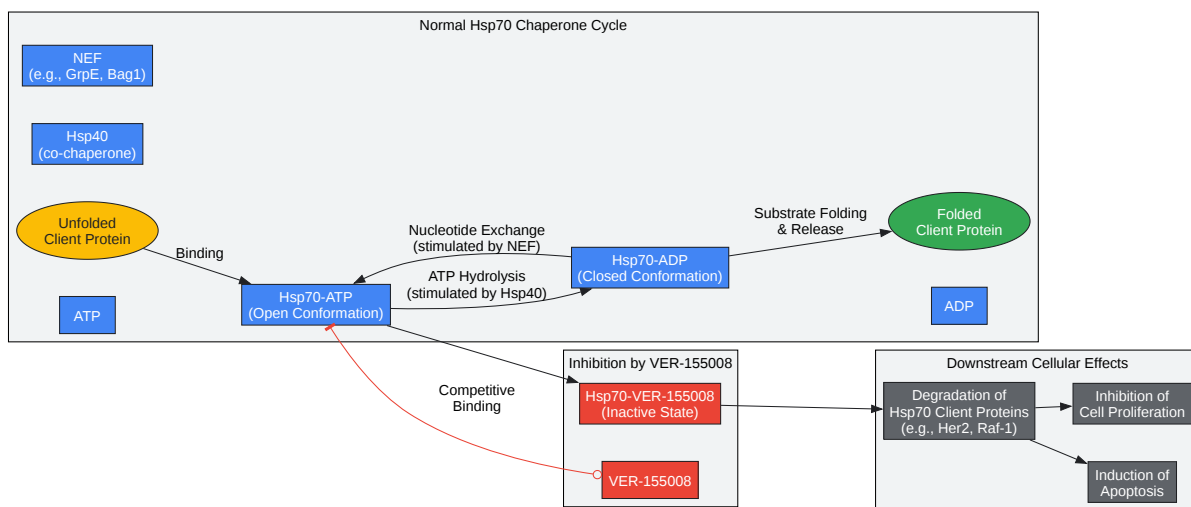 Normal Hsp70 Chaperone Cycle
NEF
(e.g., GrpE, Bag1)
Hsp40
(co-chaperone)
Unfolded
Client Protein
Binding
ATP
Nucleotide Exchange
(stimulated by NEF)
ATP Hydrolysis
(stimulated by Hsp40)
Hsp70-ATP
(Open Conformation)
Hsp70-ADP
(Closed Conformation)
Substrate Folding
& Release
Folded
Client Protein
ADP
Competitive
Binding
Inhibition by VER-155008
Hsp70-VER-155008
(Inactive State)
VER-155008
Downstream Cellular Effects
Degradation of
Hsp70 Client Proteins
(e.g., Her2, Raf-1)
Inhibition of
Cell Proliferation
Induction of
Apoptosis